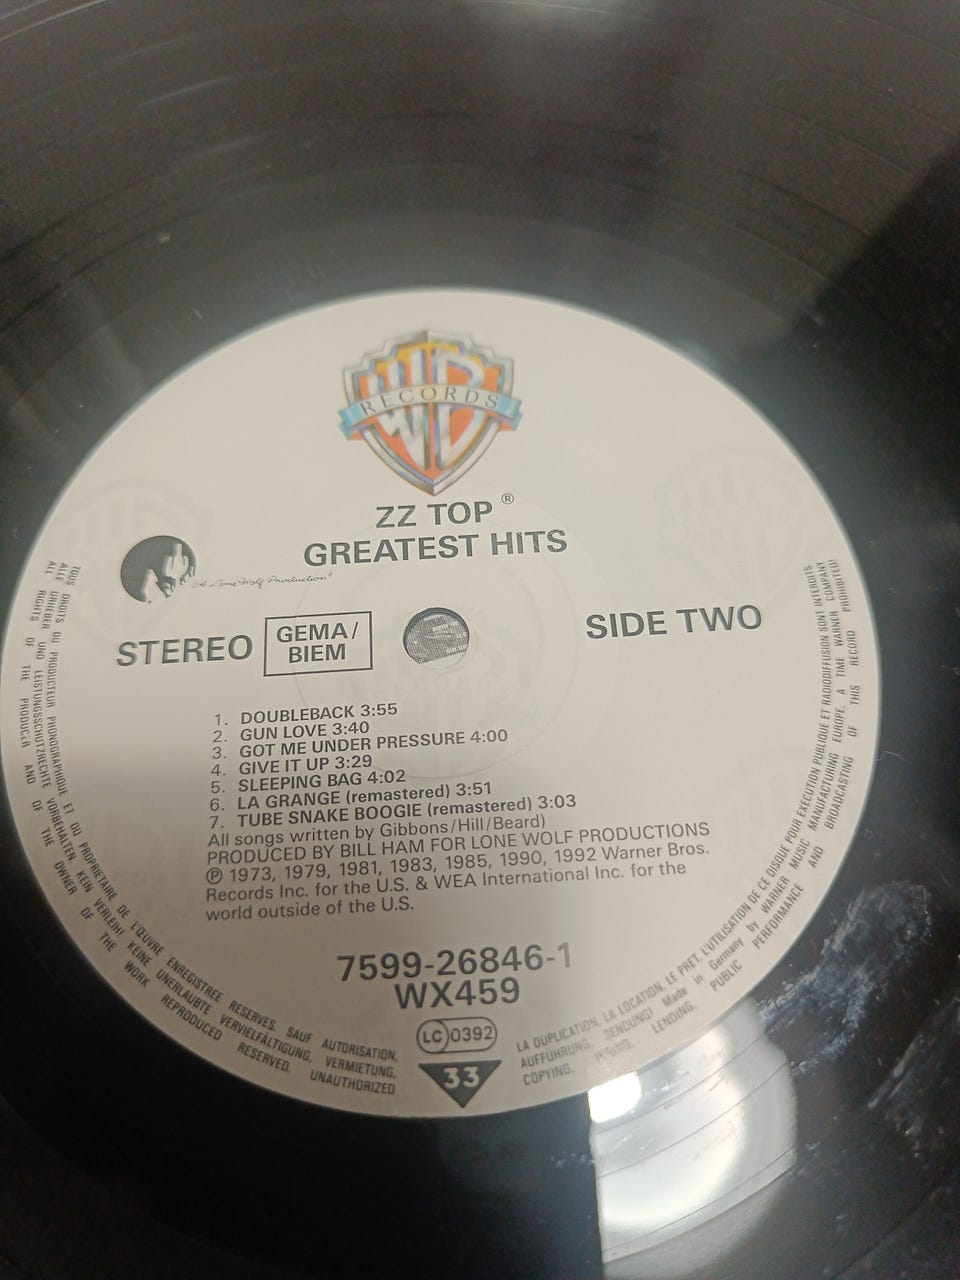 WB
RECORDS
ZZ TOP ®
GREATEST HITS
A Lone Wolf Production
STEREO
GEMA/
BIEM
SIDE TWO
1. DOUBLEBACK 3:55
2. GUN LOVE 3:40
3. GOT ME UNDER PRESSURE 4:00
4. GIVE IT UP 3:29
5. SLEEPING BAG 4:02
6. LA GRANGE (remastered) 3:51
7. TUBE SNAKE BOOGIE (remastered) 3:03
All songs written by Gibbons/Hill/Beard)
PRODUCED BY BILL HAM FOR LONE WOLF PRODUCTIONS
℗ 1973, 1979, 1981, 1983, 1985, 1990, 1992 Warner Bros.
Records Inc. for the U.S. & WEA International Inc. for the
world outside of the U.S.
7599-26846-1
WX459
LC 0392
33
TOUS DROITS DU PRODUCTEUR PHONOGRAPHIQUE ET DU PROPRIETAIRE DE L'ŒUVRE ENREGISTREE RESERVES. SAUF AUTORISATION,
LA DUPLICATION, LA LOCATION, LE PRET, L'UTILISATION DE CE DISQUE POUR EXECUTION PUBLIQUE ET RADIODIFFUSION SONT INTERDITS.
ALLE URHEBER UND LEISTUNGSSCHUTZRECHTE VORBEHALTEN. KEIN VERLEIH! KEINE UNERLAUBTE VERVIELFÄLTIGUNG, VERMIETUNG,
AUFFÜHRUNG, SENDUNG! Made in Germany by WARNER MUSIC MANUFACTURING EUROPE, A TIME WARNER COMPANY
ALL RIGHTS OF THE PRODUCER AND OF THE OWNER OF THE WORK REPRODUCED RESERVED. UNAUTHORIZED
COPYING, HIRING, LENDING, PUBLIC PERFORMANCE AND BROADCASTING OF THIS RECORD PROHIBITED!